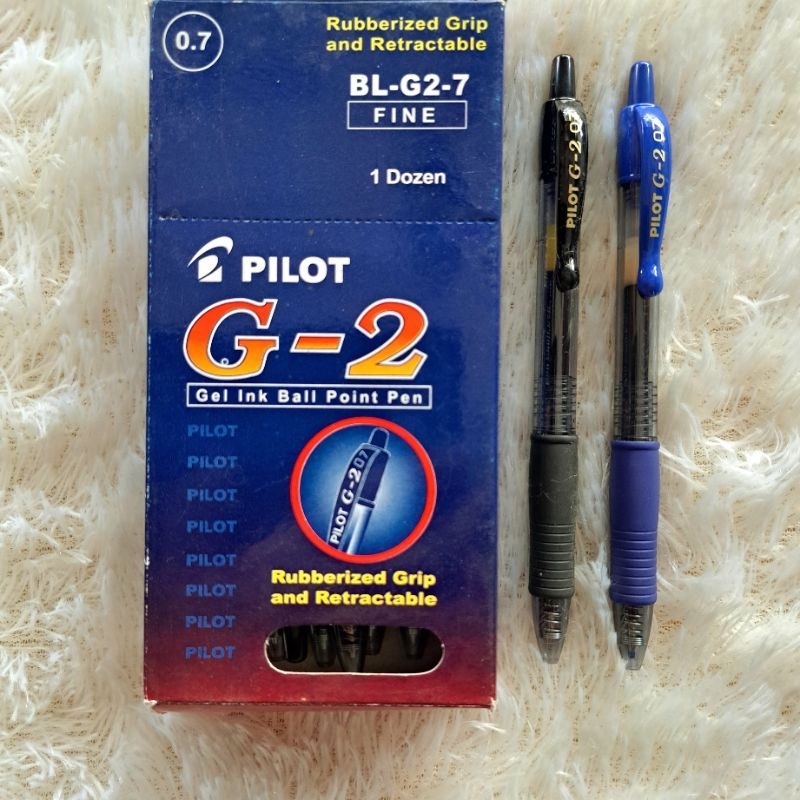 0.7
Rubberized Grip
and Retractable
BL-G2-7
FINE
1 Dozen
PILOT
G-2
Gel Ink Ball Point Pen
PILOT
PILOT
PILOT
PILOT
PILOT
PILOT
PILOT
PILOT
PILOT G-2 07
Rubberized Grip
and Retractable
PILOT G-2 07
PILOT G-2 07